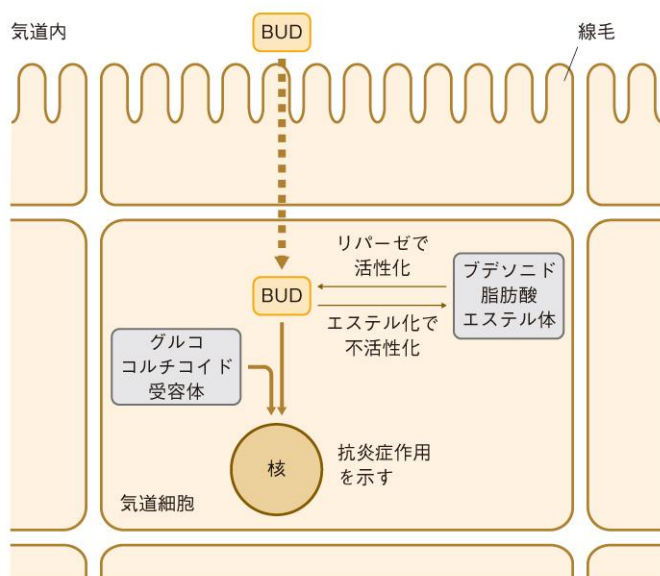 気道内
BUD
線毛
リパーゼで
活性化
BUD
エステル化で
不活性化
ブデソニド
脂肪酸
エステル体
グルコ
コルチコイド
受容体
核
抗炎症作用
を示す
気道細胞